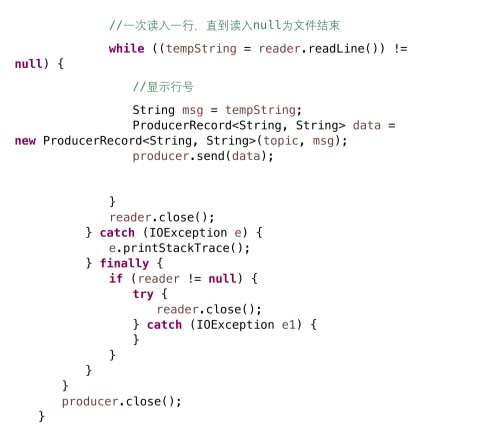 //一次读入一行，直到读入null为文件结束
while ((tempString = reader.readLine()) !=
null) {
//显示行号
String msg = tempString;
ProducerRecord<String, String> data =
new ProducerRecord<String, String>(topic, msg);
producer.send(data);
}
reader.close();
} catch (IOException e) {
e.printStackTrace();
} finally {
if (reader != null) {
try {
reader.close();
} catch (IOException e1) {
}
}
}
}
producer.close();
}